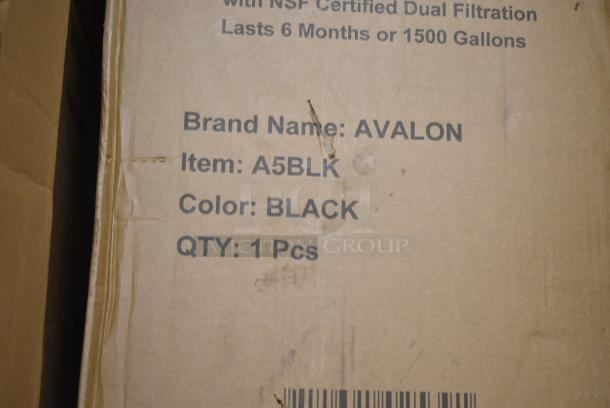 with NSF Certified Dual Filtration
Lasts 6 Months or 1500 Gallons
Brand Name: AVALON
Item: A5BLK
Color: BLACK
QTY: 1 Pcs
GROUP